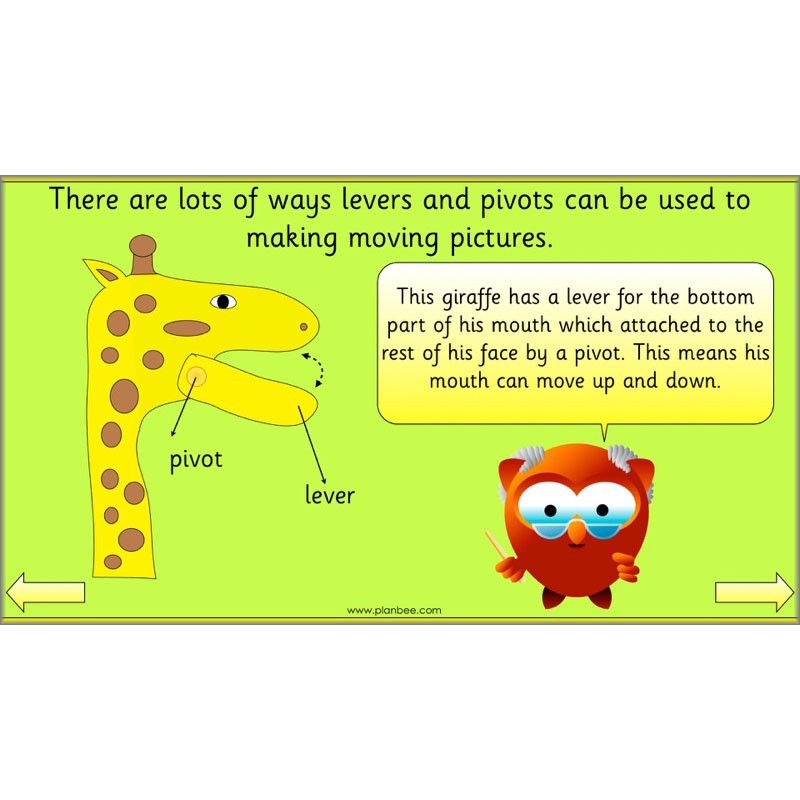 There are lots of ways levers and pivots can be used to
making moving pictures.
This giraffe has a lever for the bottom
part of his mouth which attached to the
rest of his face by a pivot. This means his
mouth can move up and down.
pivot
lever
www.planbee.com